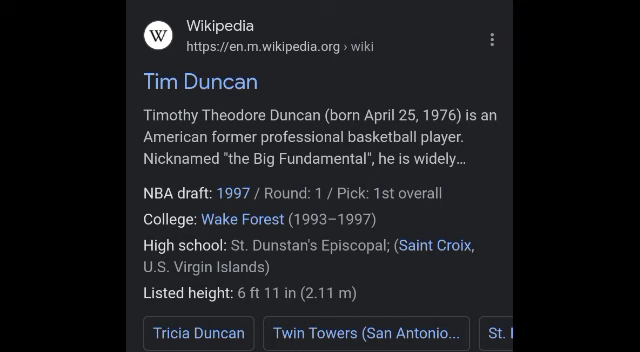 W
Wikipedia
https://en.m.wikipedia.org › wiki
Tim Duncan
Timothy Theodore Duncan (born April 25, 1976) is an
American former professional basketball player.
Nicknamed "the Big Fundamental", he is widely...
NBA draft: 1997 / Round: 1 / Pick: 1st overall
College: Wake Forest (1993–1997)
High school: St. Dunstan's Episcopal; (Saint Croix,
U.S. Virgin Islands)
Listed height: 6 ft 11 in (2.11 m)
Tricia Duncan
Twin Towers (San Antonio...
St.